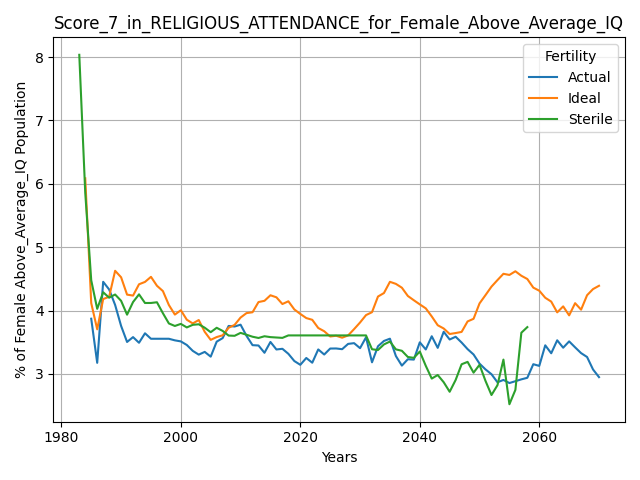 Score_7_in_RELIGIOUS_ATTENDANCE_for_Female_Above_Average_IQ
% of Female Above_Average_IQ Population
8
7
6
5
4
3
Fertility
Actual
Ideal
Sterile
1980
2000
2020
2040
2060
Years